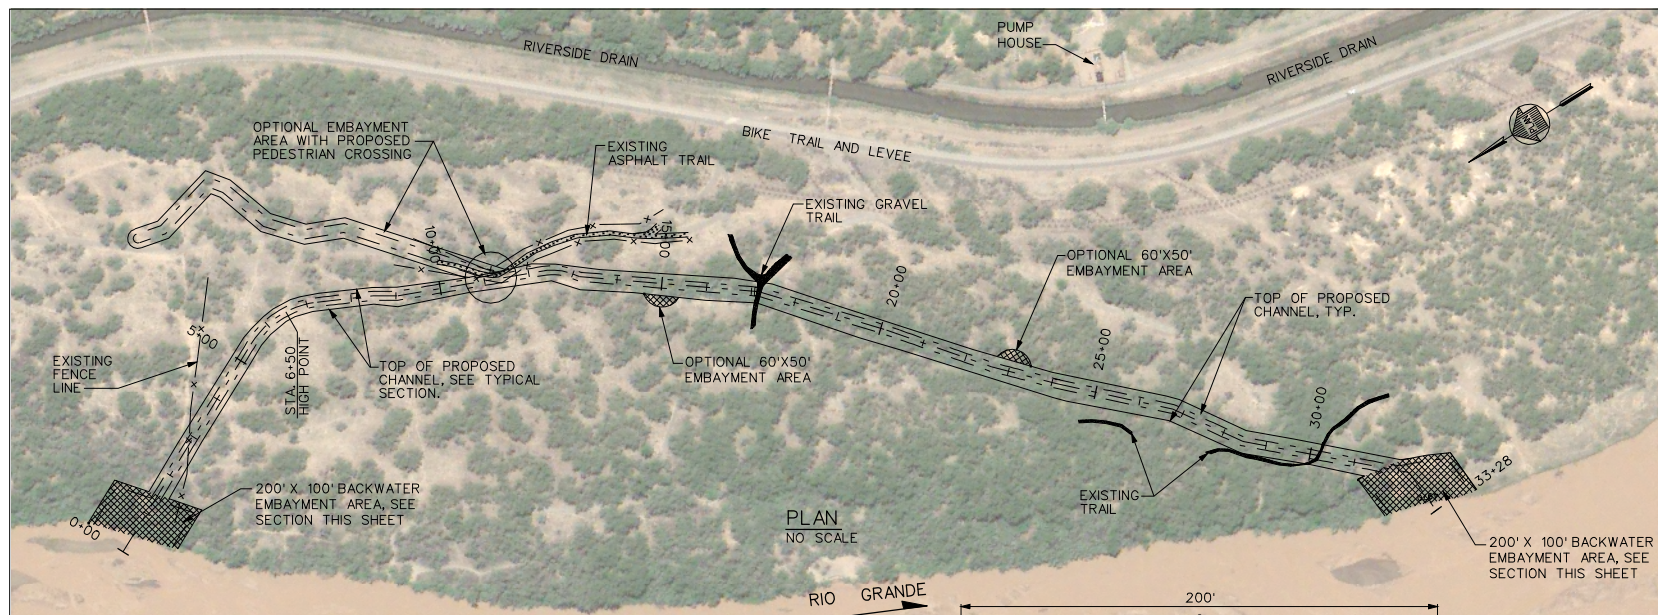 PUMP
HOUSE
RIVERSIDE DRAIN
RIVERSIDE DRAIN
BIKE TRAIL AND LEVEE
OPTIONAL EMBAYMENT
AREA WITH PROPOSED
PEDESTRIAN CROSSING
EXISTING
ASPHALT TRAIL
EXISTING GRAVEL
TRAIL
10+00
15+00
OPTIONAL 60'X50'
EMBAYMENT AREA
20+00
TOP OF PROPOSED
CHANNEL, TYP.
5+00
EXISTING
FENCE
LINE
STA 6+50
HIGH POINT
TOP OF PROPOSED
CHANNEL, SEE TYPICAL
SECTION.
OPTIONAL 60'X50'
EMBAYMENT AREA
25+00
30+00
33+28
200' X 100' BACKWATER
EMBAYMENT AREA, SEE
SECTION THIS SHEET
0+00
EXISTING
TRAIL
PLAN
NO SCALE
200' X 100' BACKWATER
EMBAYMENT AREA, SEE
SECTION THIS SHEET
RIO GRANDE
200'